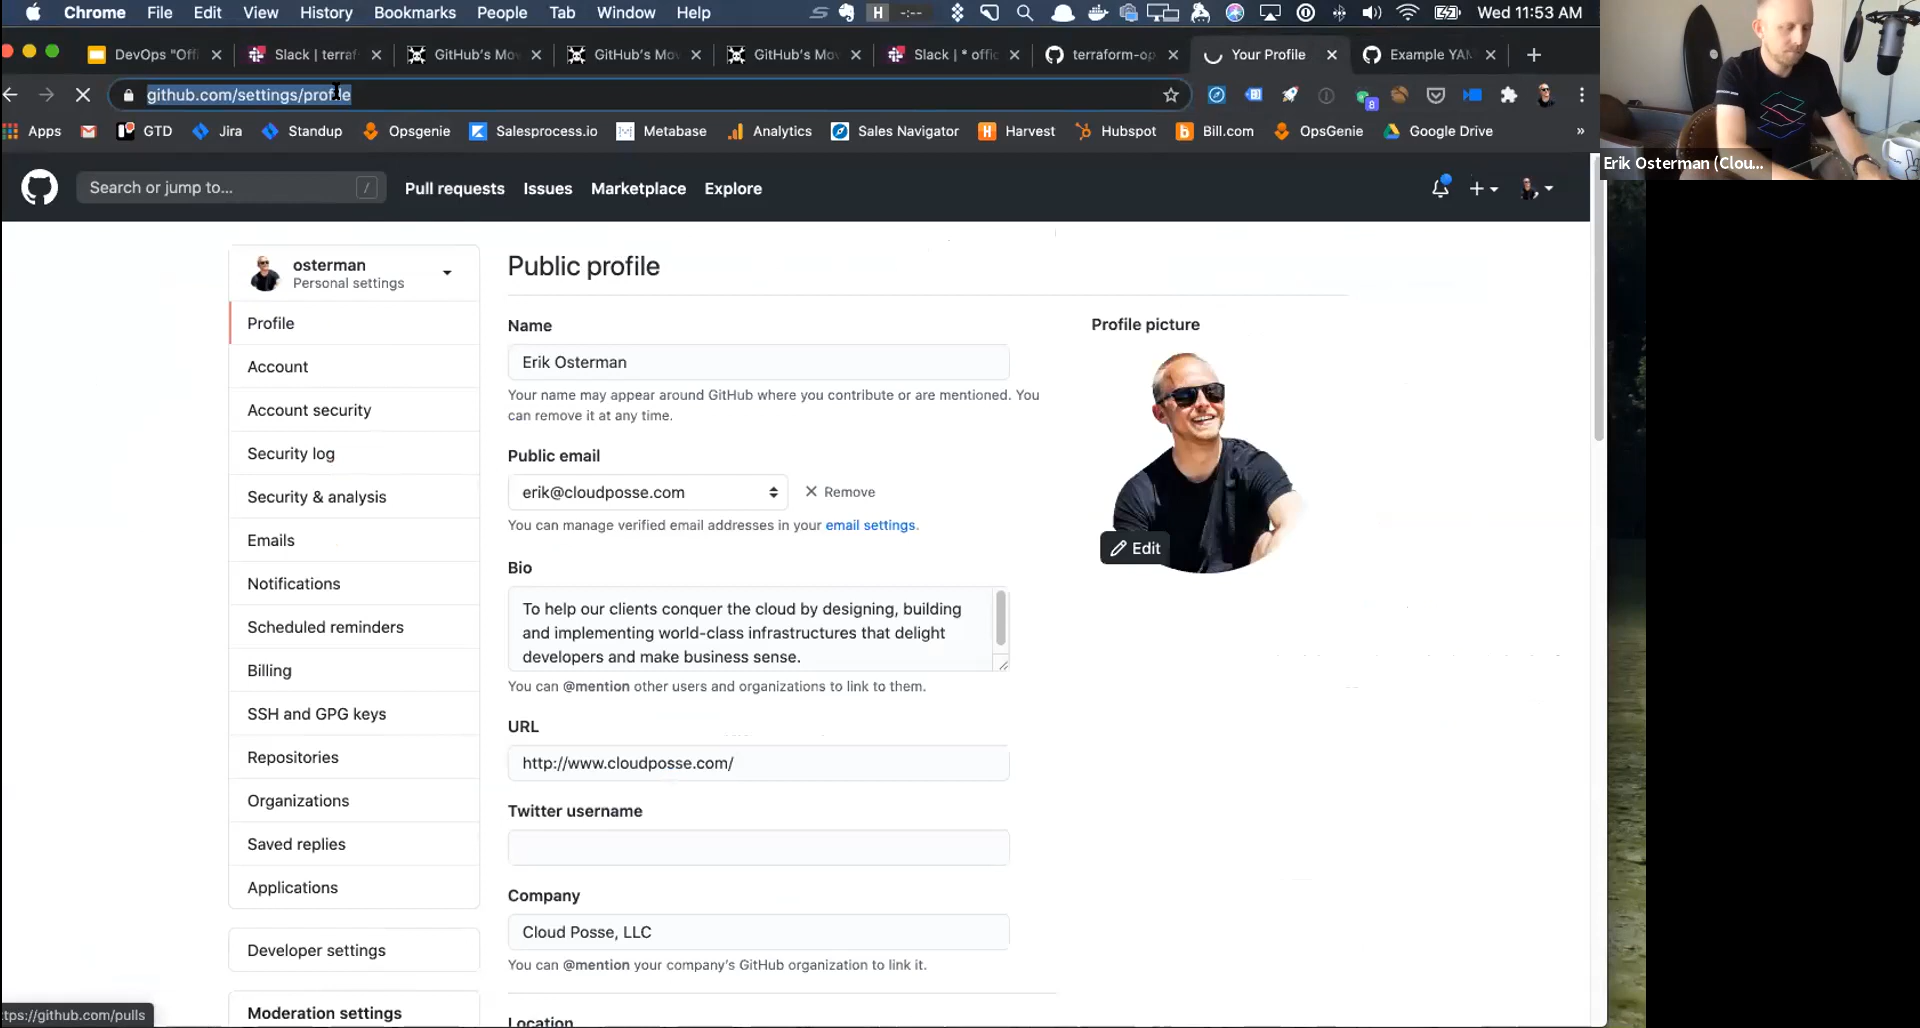 Chrome File Edit View History Bookmarks People Tab Window Help H -:-- Wed 11:53 AM
DevOps "Offi Slack | terraf GitHub's Mov GitHub's Mov GitHub's Mov Slack | * offic terraform-op Your Profile Example YAM
github.com/settings/profile 8
Apps GTD Jira Standup Opsgenie Salesprocess.io Metabase Analytics Sales Navigator Harvest Hubspot Bill.com OpsGenie Google Drive »
Erik Osterman (Clou...
Search or jump to... / Pull requests Issues Marketplace Explore
osterman
Personal settings
Profile
Account
Account security
Security log
Security & analysis
Emails
Notifications
Scheduled reminders
Billing
SSH and GPG keys
Repositories
Organizations
Saved replies
Applications
Developer settings
Moderation settings
Public profile
Name
Erik Osterman
Your name may appear around GitHub where you contribute or are mentioned. You
can remove it at any time.
Public email
erik@cloudposse.com Remove
You can manage verified email addresses in your email settings.
Bio
To help our clients conquer the cloud by designing, building
and implementing world-class infrastructures that delight
developers and make business sense.
You can @mention other users and organizations to link to them.
URL
http://www.cloudposse.com/
Twitter username
Company
Cloud Posse, LLC
You can @mention your company's GitHub organization to link it.
Location
Profile picture
Edit
tps://github.com/pulls